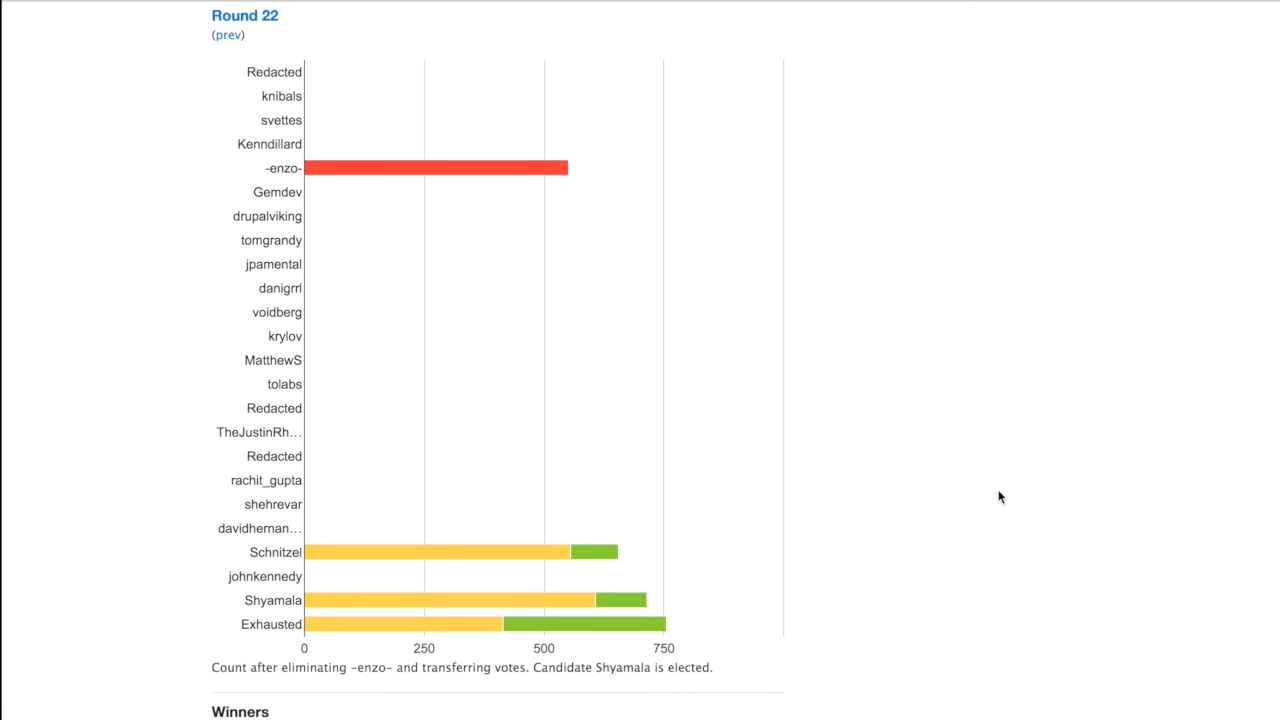 Round 22
(prev)
Redacted
knibals
svettes
Kenndillard
-enzo-
Gemdev
drupalviking
tomgrandy
jpamental
danigrrl
voidberg
krylov
MatthewS
tolabs
Redacted
TheJustinRh...
Redacted
rachit_gupta
shehrevar
davidhernan...
Schnitzel
johnkennedy
Shyamala
Exhausted
0 250 500 750
Count after eliminating -enzo- and transferring votes. Candidate Shyamala is elected.
Winners